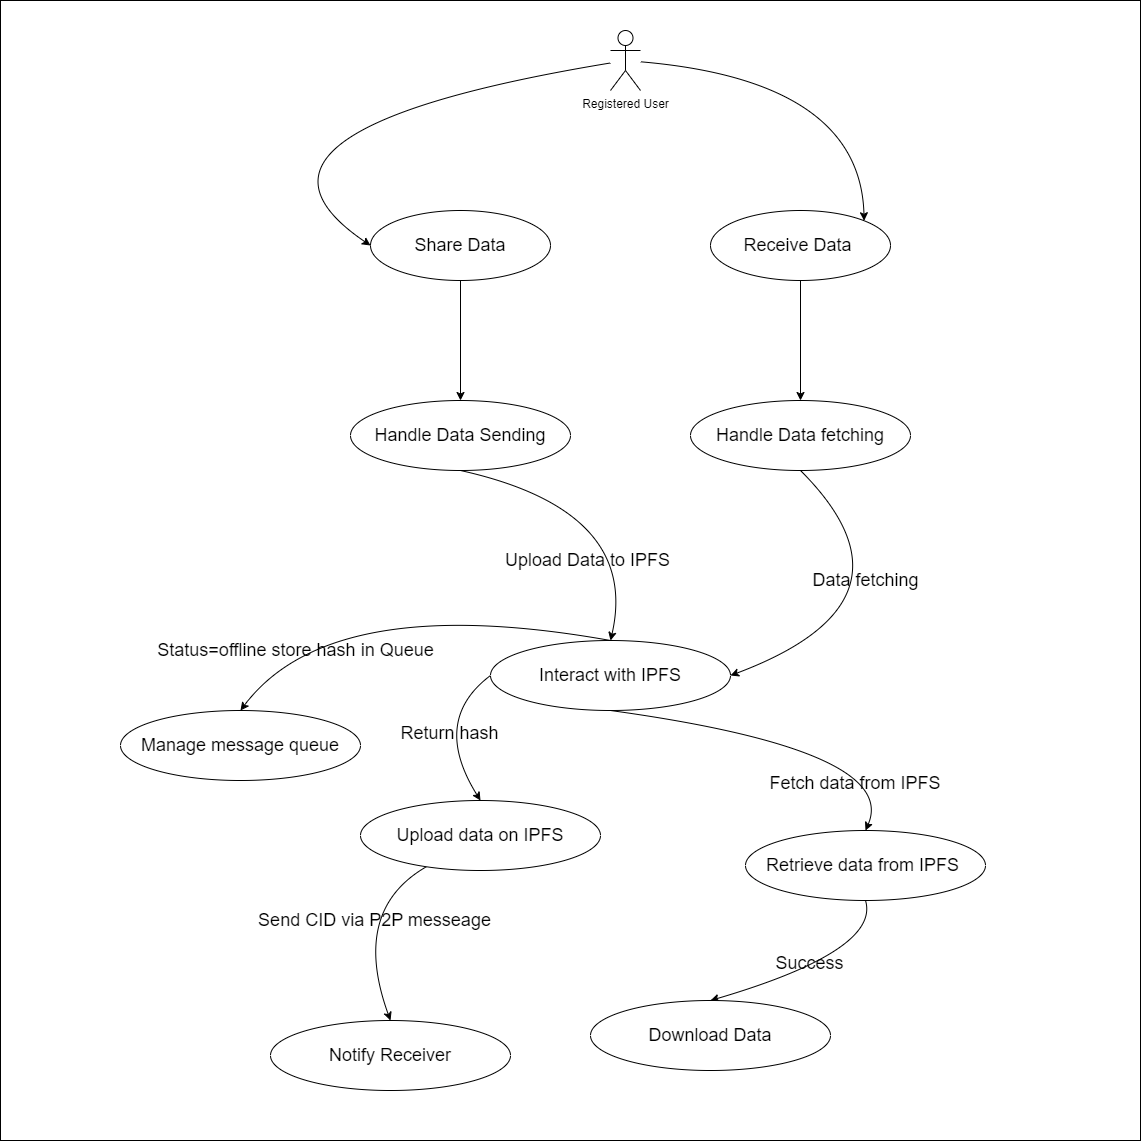 Registered User
Share Data
Receive Data
Handle Data Sending
Handle Data fetching
Upload Data to IPFS
Data fetching
Status=offline store hash in Queue
Interact with IPFS
Return hash
Manage message queue
Fetch data from IPFS
Upload data on IPFS
Retrieve data from IPFS
Send CID via P2P messeage
Success
Download Data
Notify Receiver